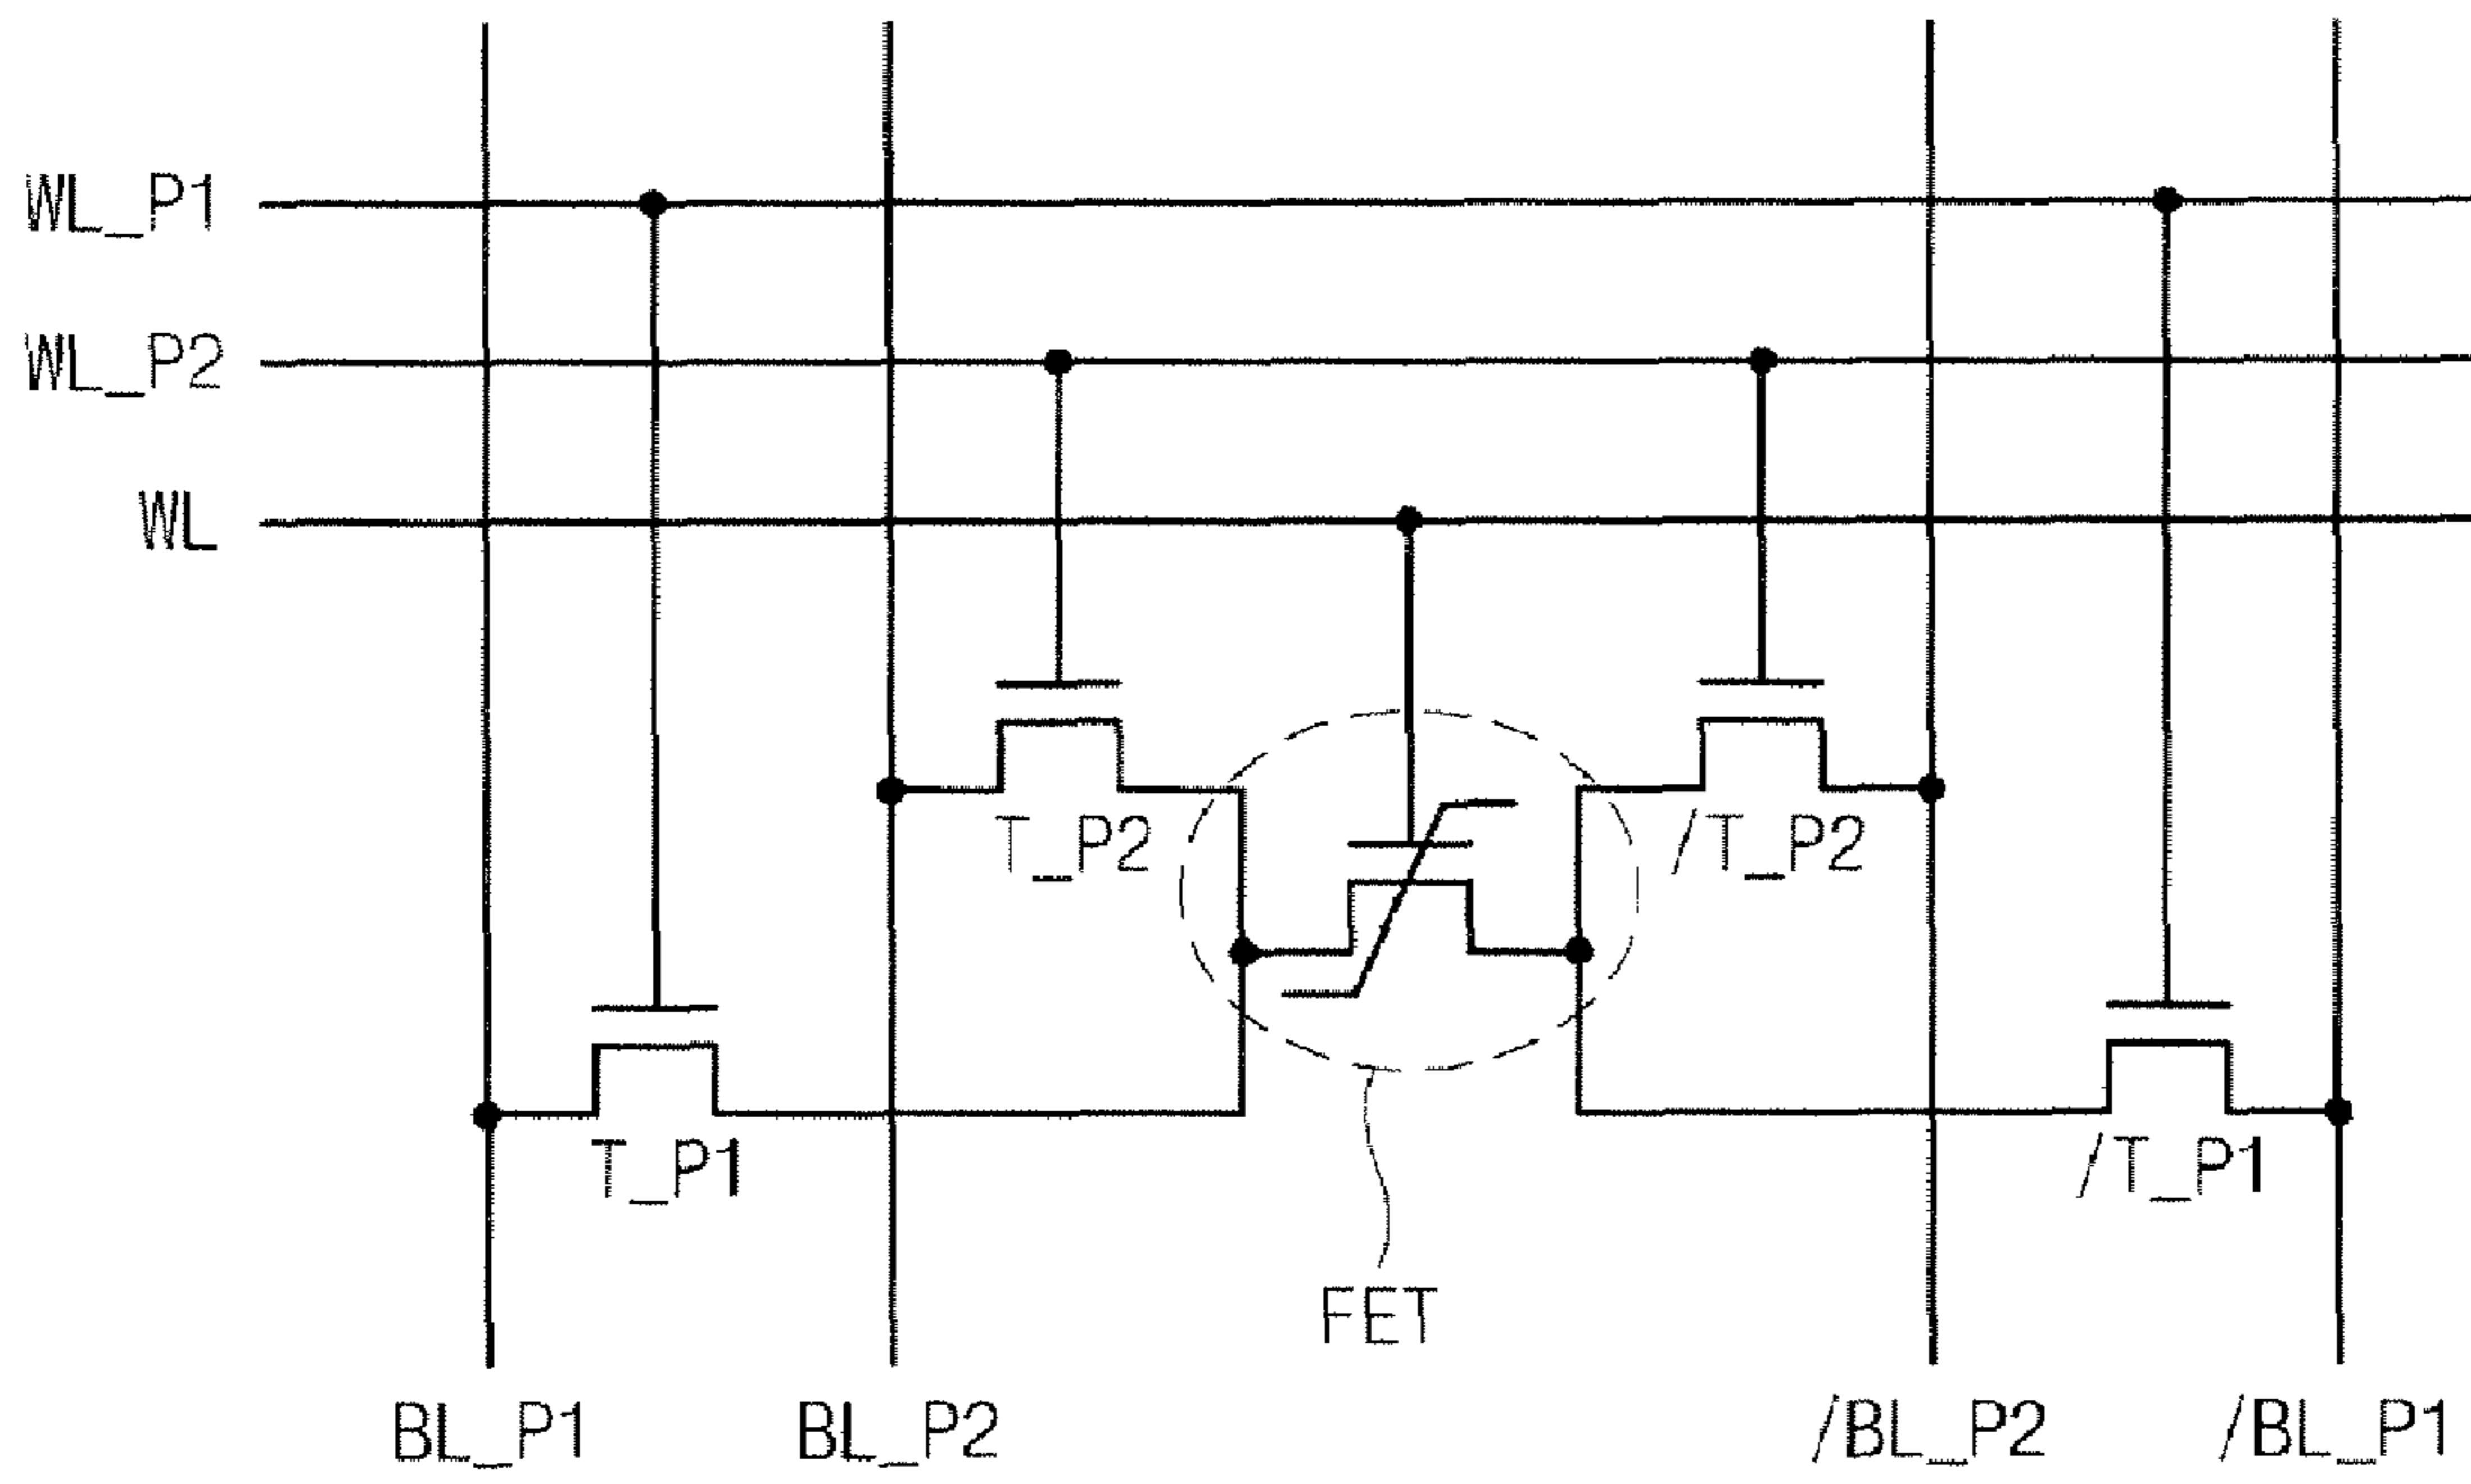 WL_P1
WL_P2
WL
T_P2
/T_P2
T_P1
/T_P1
FET
BL_P1
BL_P2
/BL_P2
/BL_P1